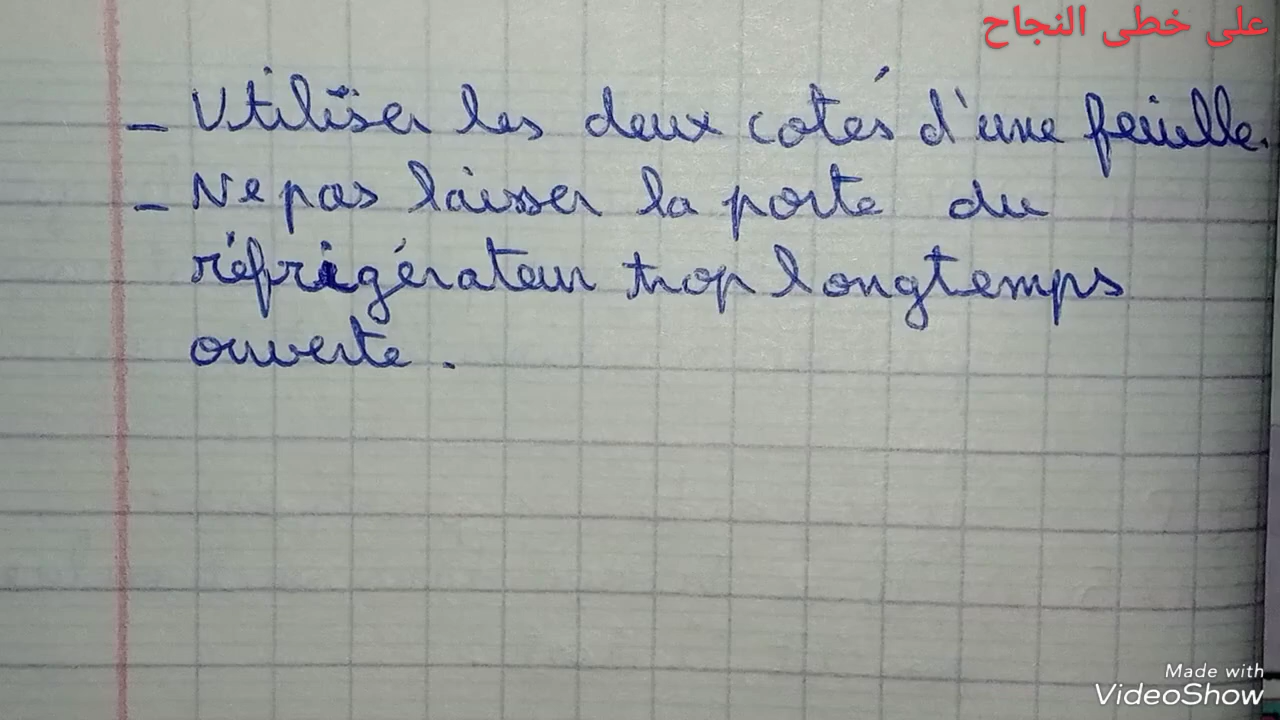 على خطى النجاح
_ Utiliser les deux cotés d'une feuille.
_ Ne pas laisser la porte du
réfrigérateur trop longtemps
ouverte.
Made with
VideoShow